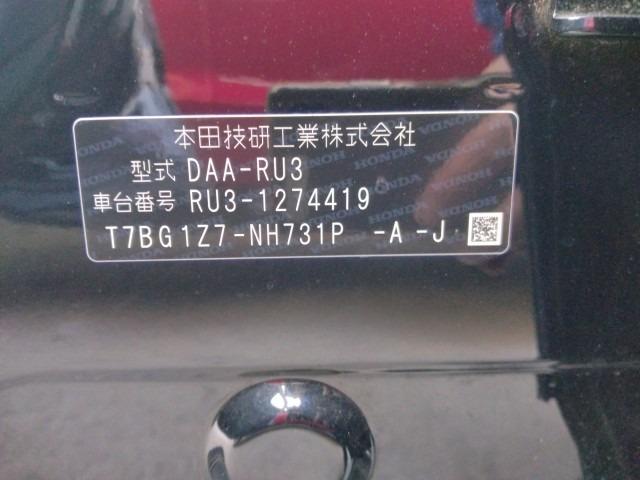 本田技研工業株式会社
型式 DAA-RU3
車台番号 RU3-1274419
T7BG1Z7-NH731P -A-J